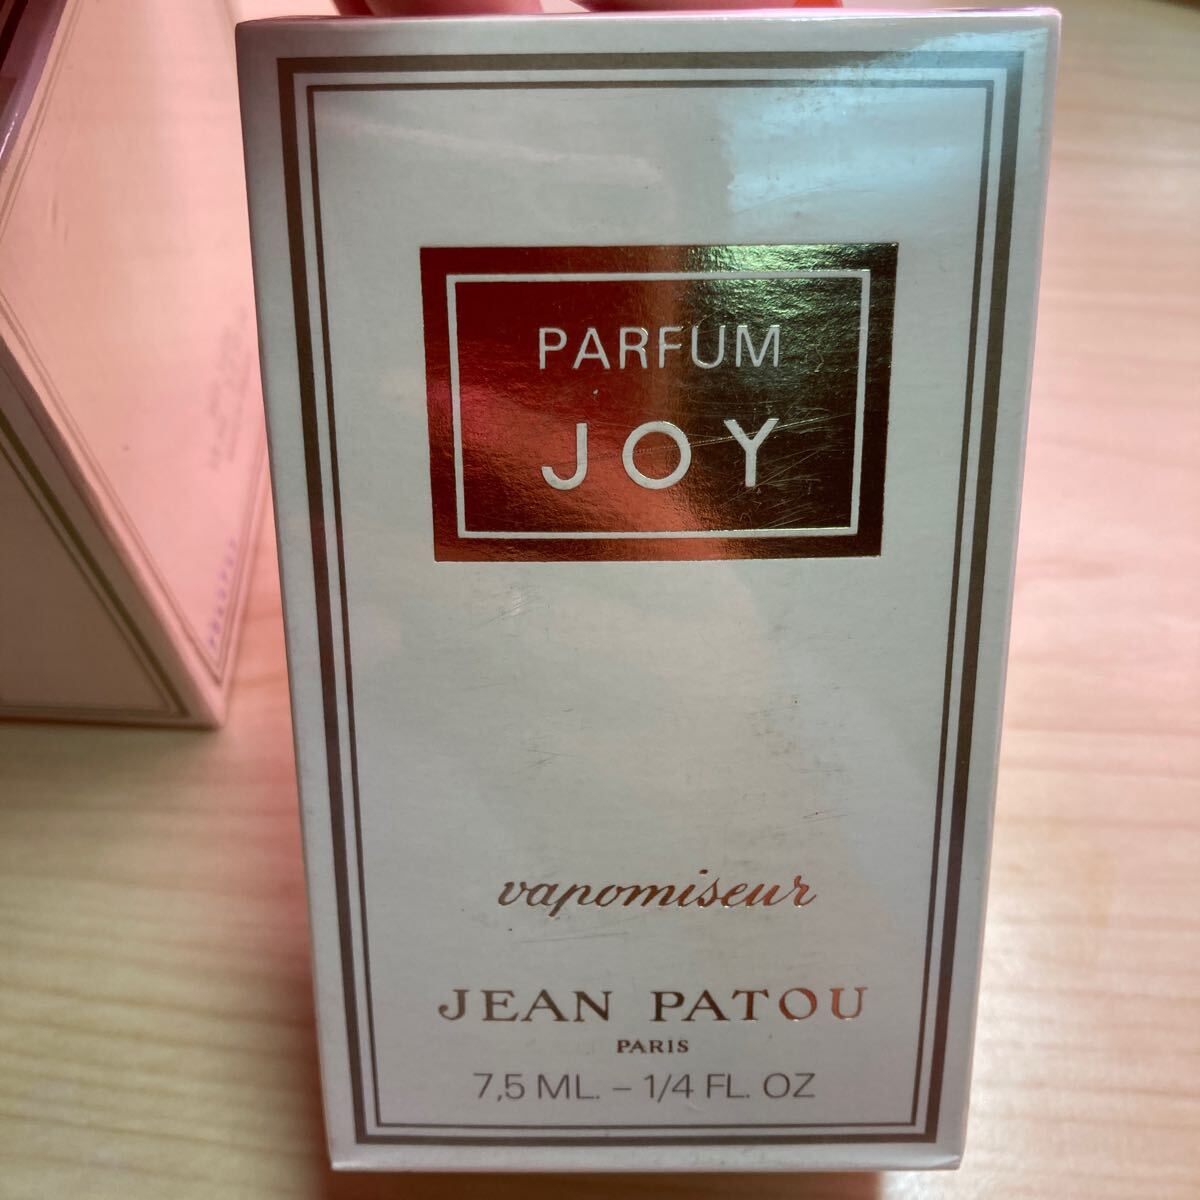 PARFUM
JOY
vapomiseur
JEAN PATOU
PARIS
7,5 ML. – 1/4 FL. OZ